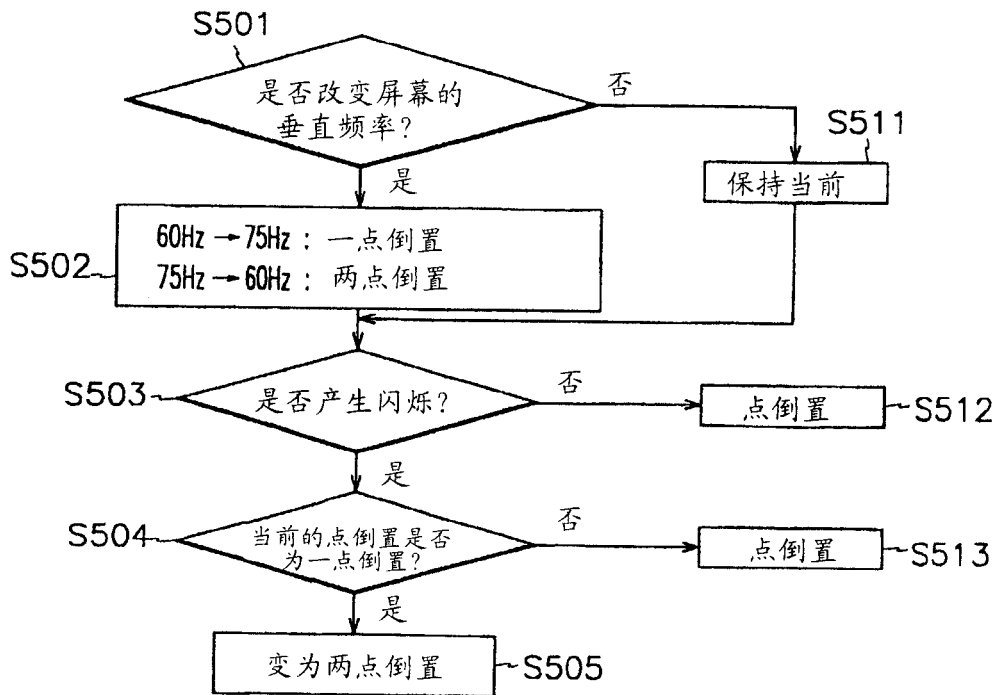 S501
是否改变屏幕的
垂直频率?
否
S511
保持当前
是
S502
60Hz→75Hz: 一点倒置
75Hz→60Hz: 两点倒置
S503
是否产生闪烁?
否
点倒置
S512
是
S504
当前的点倒置是否
为一点倒置?
否
点倒置
S513
是
变为两点倒置
S505